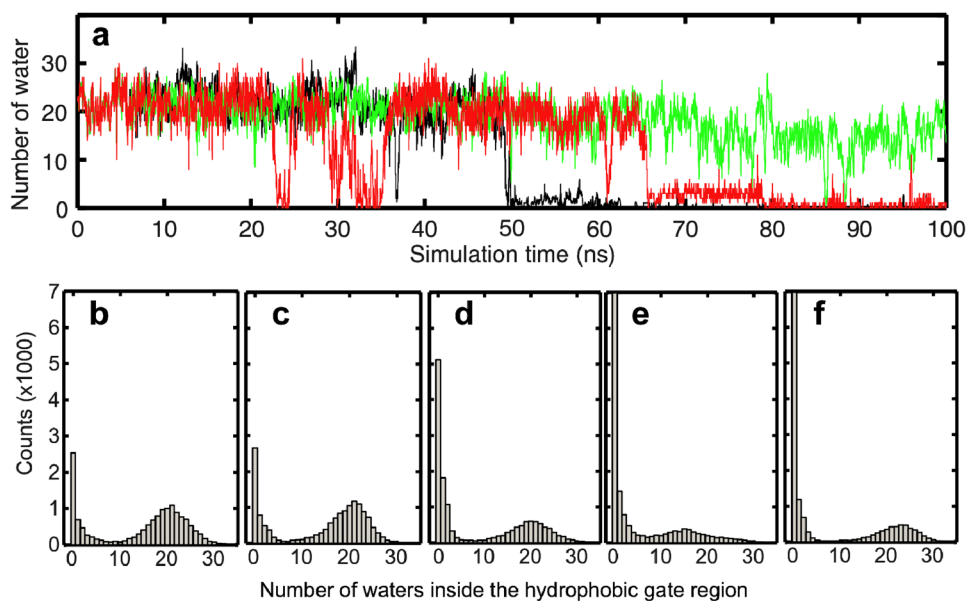 a
Number of water
30
20
10
0
0 10 20 30 40 50 60 70 80 90 100
Simulation time (ns)
b c d e f
Counts (x1000)
7
6
5
4
3
2
1
0
0 10 20 30 0 10 20 30 0 10 20 30 0 10 20 30 0 10 20 30
Number of waters inside the hydrophobic gate region